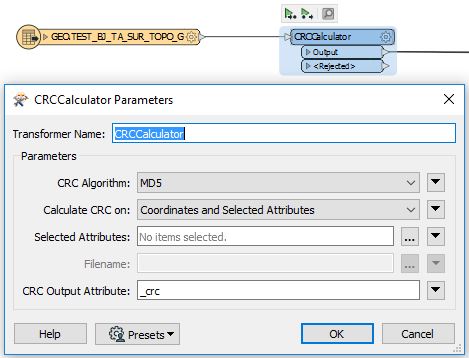 GEO.TEST_BJ_TA_SUR_TOPO_G
CRCCalculator
Output
<Rejected>
CRCCalculator Parameters
Transformer Name: CRCCalculator
Parameters
CRC Algorithm: MD5
Calculate CRC on: Coordinates and Selected Attributes
Selected Attributes: No items selected. ...
Filename: ...
CRC Output Attribute: _crc
Help Presets OK Cancel